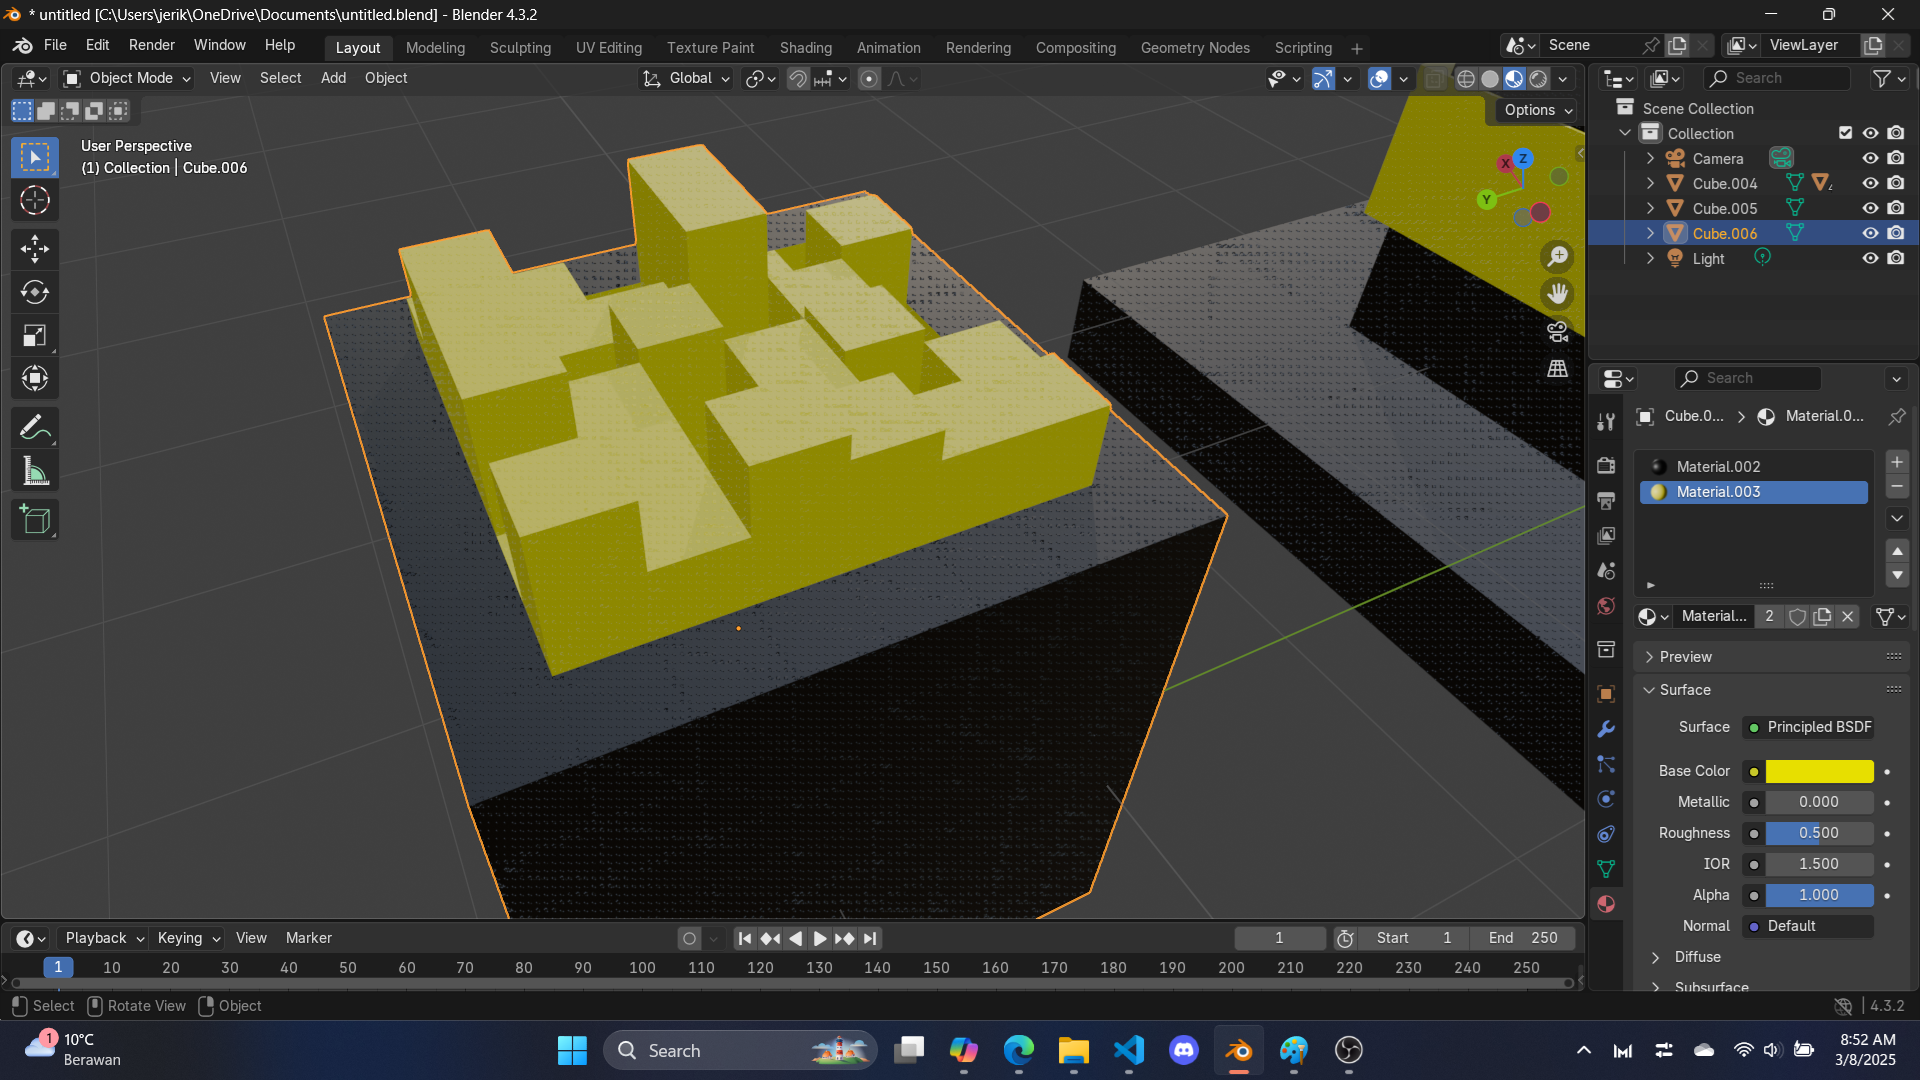 * untitled [C:\Users\jerik\OneDrive\Documents\untitled.blend] - Blender 4.3.2
File Edit Render Window Help Layout Modeling Sculpting UV Editing Texture Paint Shading Animation Rendering Compositing Geometry Nodes Scripting + Scene ViewLayer
Object Mode View Select Add Object Global Search
Options
User Perspective
(1) Collection | Cube.006
X Z Y
Scene Collection
Collection
Camera
Cube.004
Cube.005
Cube.006
Light
Search
Cube.0... > Material.0...
Material.002
Material.003
Material... 2
Preview
Surface
Surface Principled BSDF
Base Color
Metallic 0.000
Roughness 0.500
IOR 1.500
Alpha 1.000
Normal Default
Diffuse
Subsurface
Playback Keying View Marker 1 Start 1 End 250
1 10 20 30 40 50 60 70 80 90 100 110 120 130 140 150 160 170 180 190 200 210 220 230 240 250
Select Rotate View Object 4.3.2
1 10°C
Berawan
Search
8:52 AM
3/8/2025